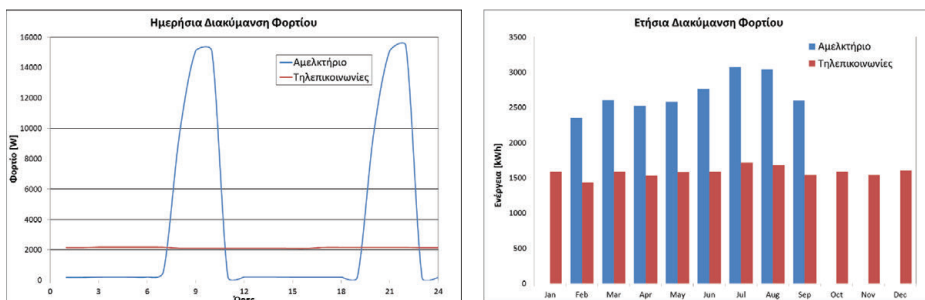 Ημερήσια Διακύμανση Φορτίου
16000
14000
12000
10000
8000
6000
4000
2000
0
Φορτίο [W]
Αμελκτήριο
Τηλεπικοινωνίες
0 3 6 9 12 15 18 21 24
Ώρες
Ετήσια Διακύμανση Φορτίου
3500
3000
2500
2000
1500
1000
500
0
Ενέργεια [kWh]
Αμελκτήριο
Τηλεπικοινωνίες
Jan Feb Mar Apr May Jun Jul Aug Sep Oct Nov Dec